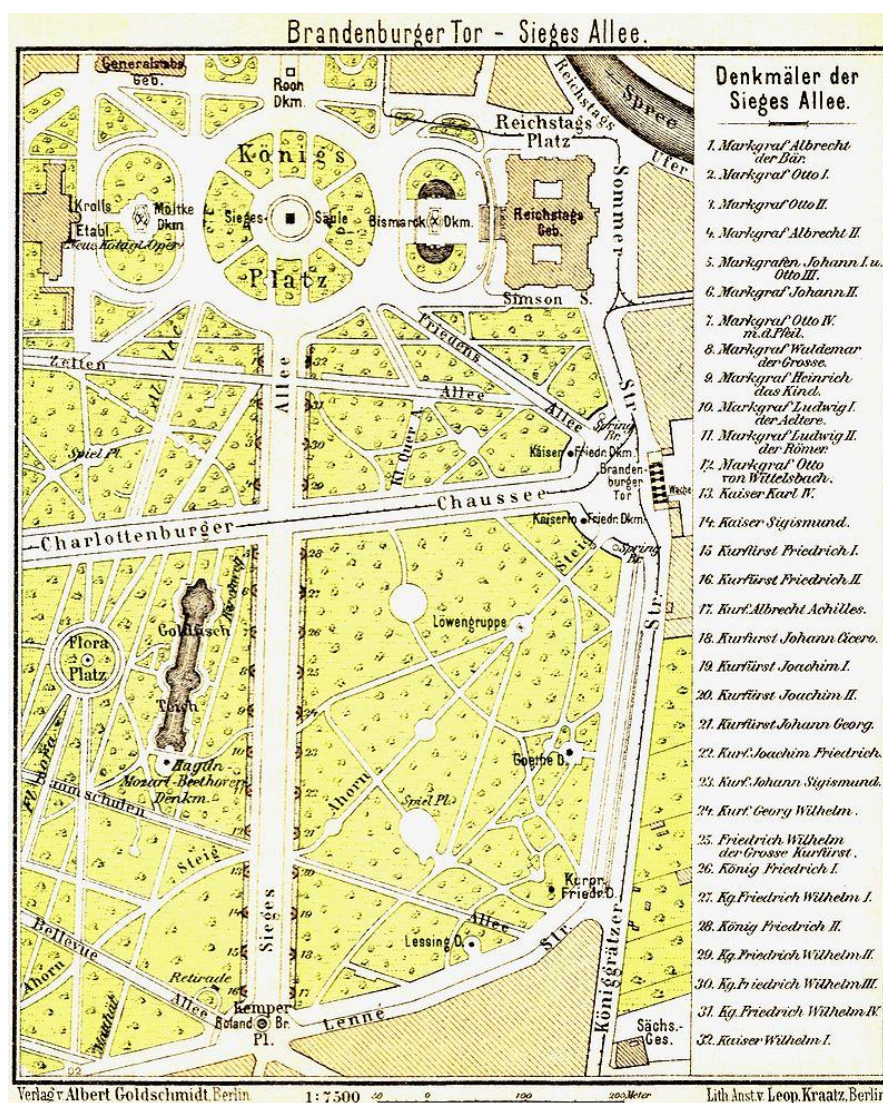 Brandenburger Tor – Sieges Allee.
Generalstabs
Geb.
Roon
Dkm.
Reichstags
Platz
Reichstags
Ufer
Spree
Königs
Platz
Sieges-Säule
Krolls
Etabl.
Moltke
Dkm
Bismarck Dkm.
Reichstags
Geb.
Sommer
Str.
Simson S.
Friedens
Allee
Zelten
Allee
Allee
Kl. Quer A.
Spiel Pl.
Spring
Br.
Kaiser Friedr. Dkm.
Branden-
burger
Tor
Wache
Charlottenburger
Chaussee
Kaiserin Friedr. Dkm.
Spring
Br.
Steig
Str.
Goldfisch
Teich
Flora
Platz
Löwengruppe
Haydn
Mozart-Beethoven
Denkm.
Goethe D.
Ahorn
Spiel Pl.
Steig
Kurpr.
Friedr. D.
Allee
Lessing D.
Str.
Königgrätzer
Sieges
Bellevue
Allee
Ahorn
Retirade
Kemper
Roland Br.
Pl.
Lenné
Sächs.-
Ges.
Denkmäler der
Sieges Allee.
1. Markgraf Albrecht
der Bär.
2. Markgraf Otto I.
3. Markgraf Otto II.
4. Markgraf Albrecht II.
5. Markgrafen Johann I. u.
Otto III.
6. Markgraf Johann II.
7. Markgraf Otto IV.
m. d. Pfeil.
8. Markgraf Waldemar
der Grosse.
9. Markgraf Heinrich
das Kind.
10. Markgraf Ludwig I.
der Aeltere.
11. Markgraf Ludwig II.
der Römer.
12. Markgraf Otto
von Wittelsbach.
13. Kaiser Karl IV.
14. Kaiser Sigismund.
15 Kurfürst Friedrich I.
16. Kurfürst Friedrich II.
17. Kurf. Albrecht Achilles.
18. Kurfürst Johann Cicero.
19. Kurfürst Joachim I.
20. Kurfürst Joachim II.
21. Kurfürst Johann Georg.
22. Kurf. Joachim Friedrich.
23. Kurf. Johann Sigismund.
24. Kurf. Georg Wilhelm.
25. Friedrich Wilhelm
der Grosse Kurfürst.
26. König Friedrich I.
27. Kg. Friedrich Wilhelm I.
28. König Friedrich II.
29. Kg. Friedrich Wilhelm II.
30. Kg. Friedrich Wilhelm III.
31. Kg. Friedrich Wilhelm IV.
32. Kaiser Wilhelm I.
Verlag v. Albert Goldschmidt, Berlin.
1:7500
50 0 100 200 Meter
Lith. Anst. v. Leop. Kraatz, Berlin